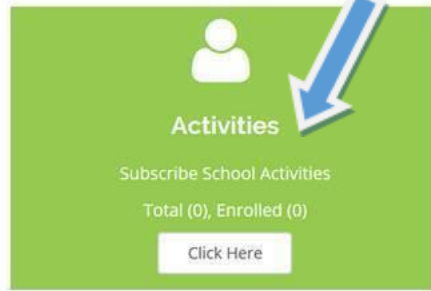 Activities
Subscribe School Activities
Total (0), Enrolled (0)
Click Here